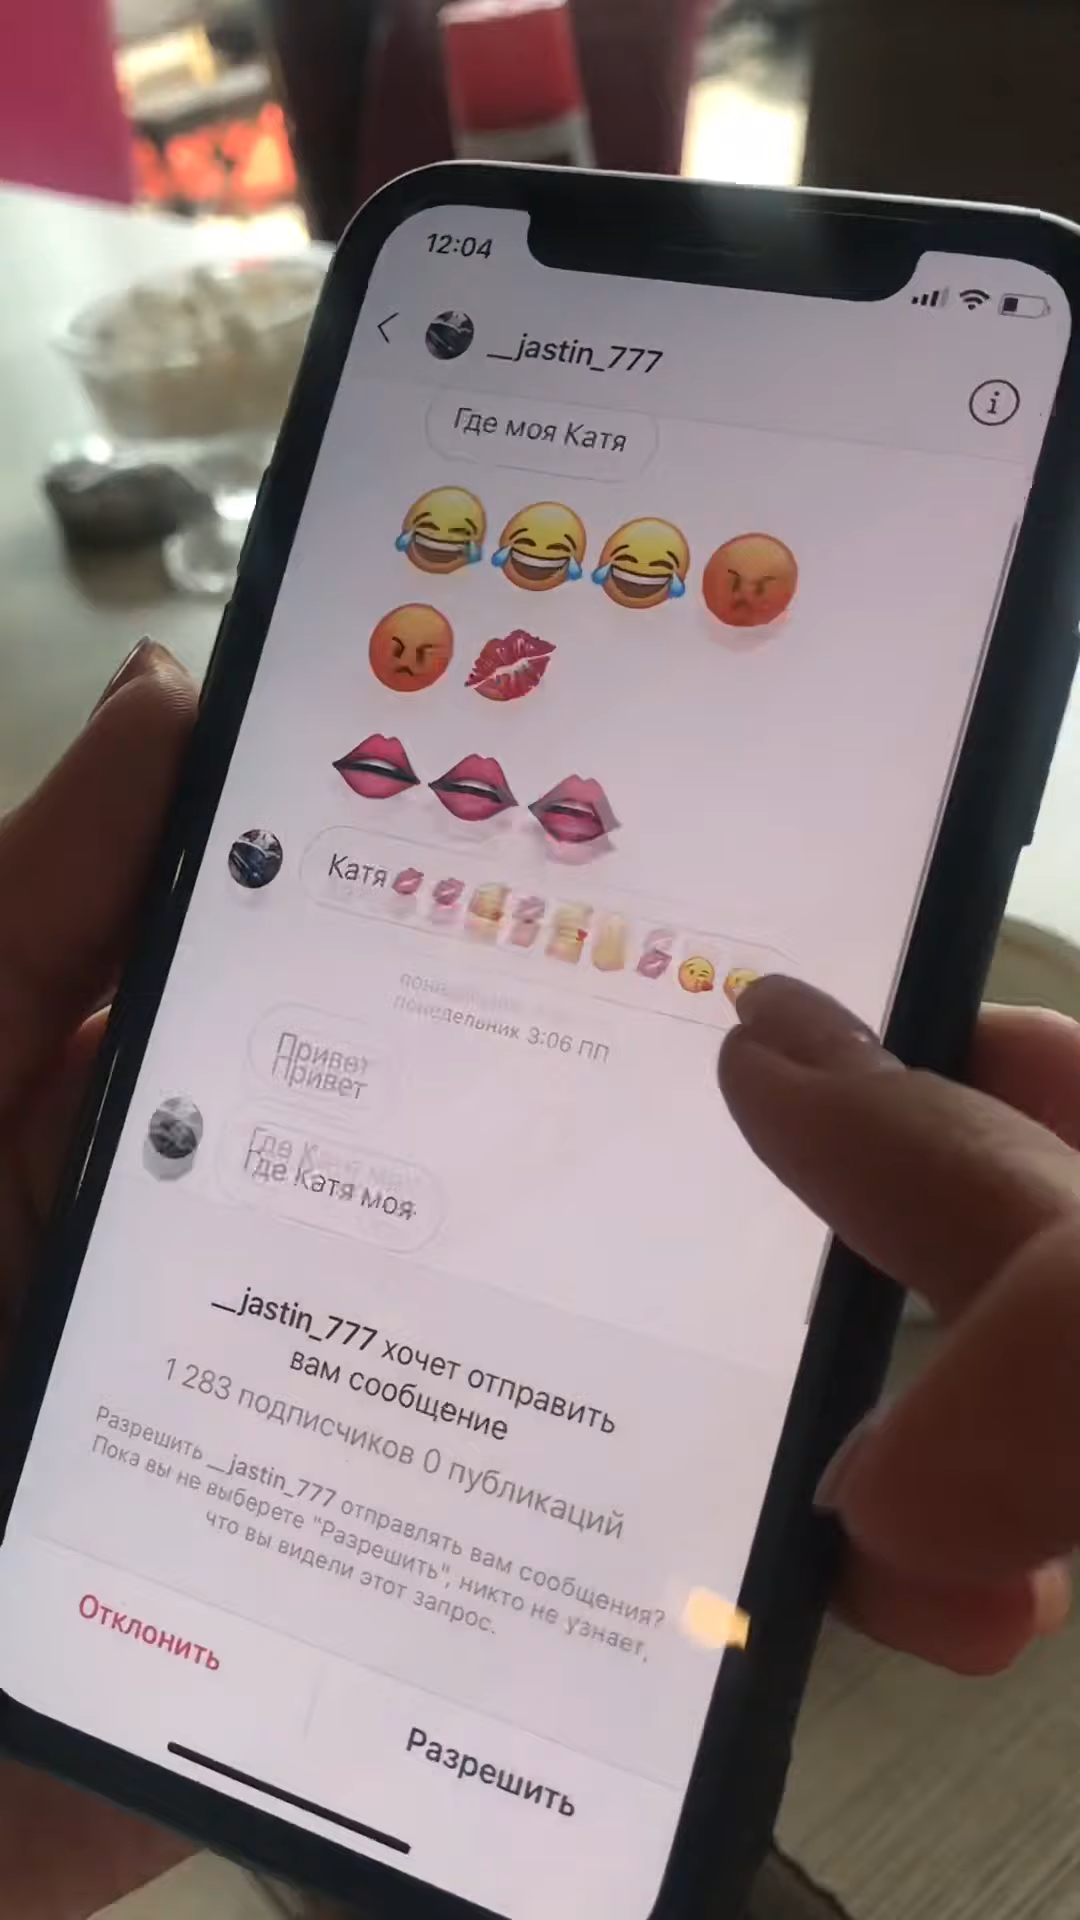 12:04
__jastin_777
Где моя Катя
Катя
понедельник 3:06 ПП
Привет
Где Катя моя
__jastin_777 хочет отправить
вам сообщение
1 283 подписчиков 0 публикаций
Разрешить __jastin_777 отправлять вам сообщения?
Пока вы не выберете "Разрешить", никто не узнает,
что вы видели этот запрос.
Отклонить
Разрешить